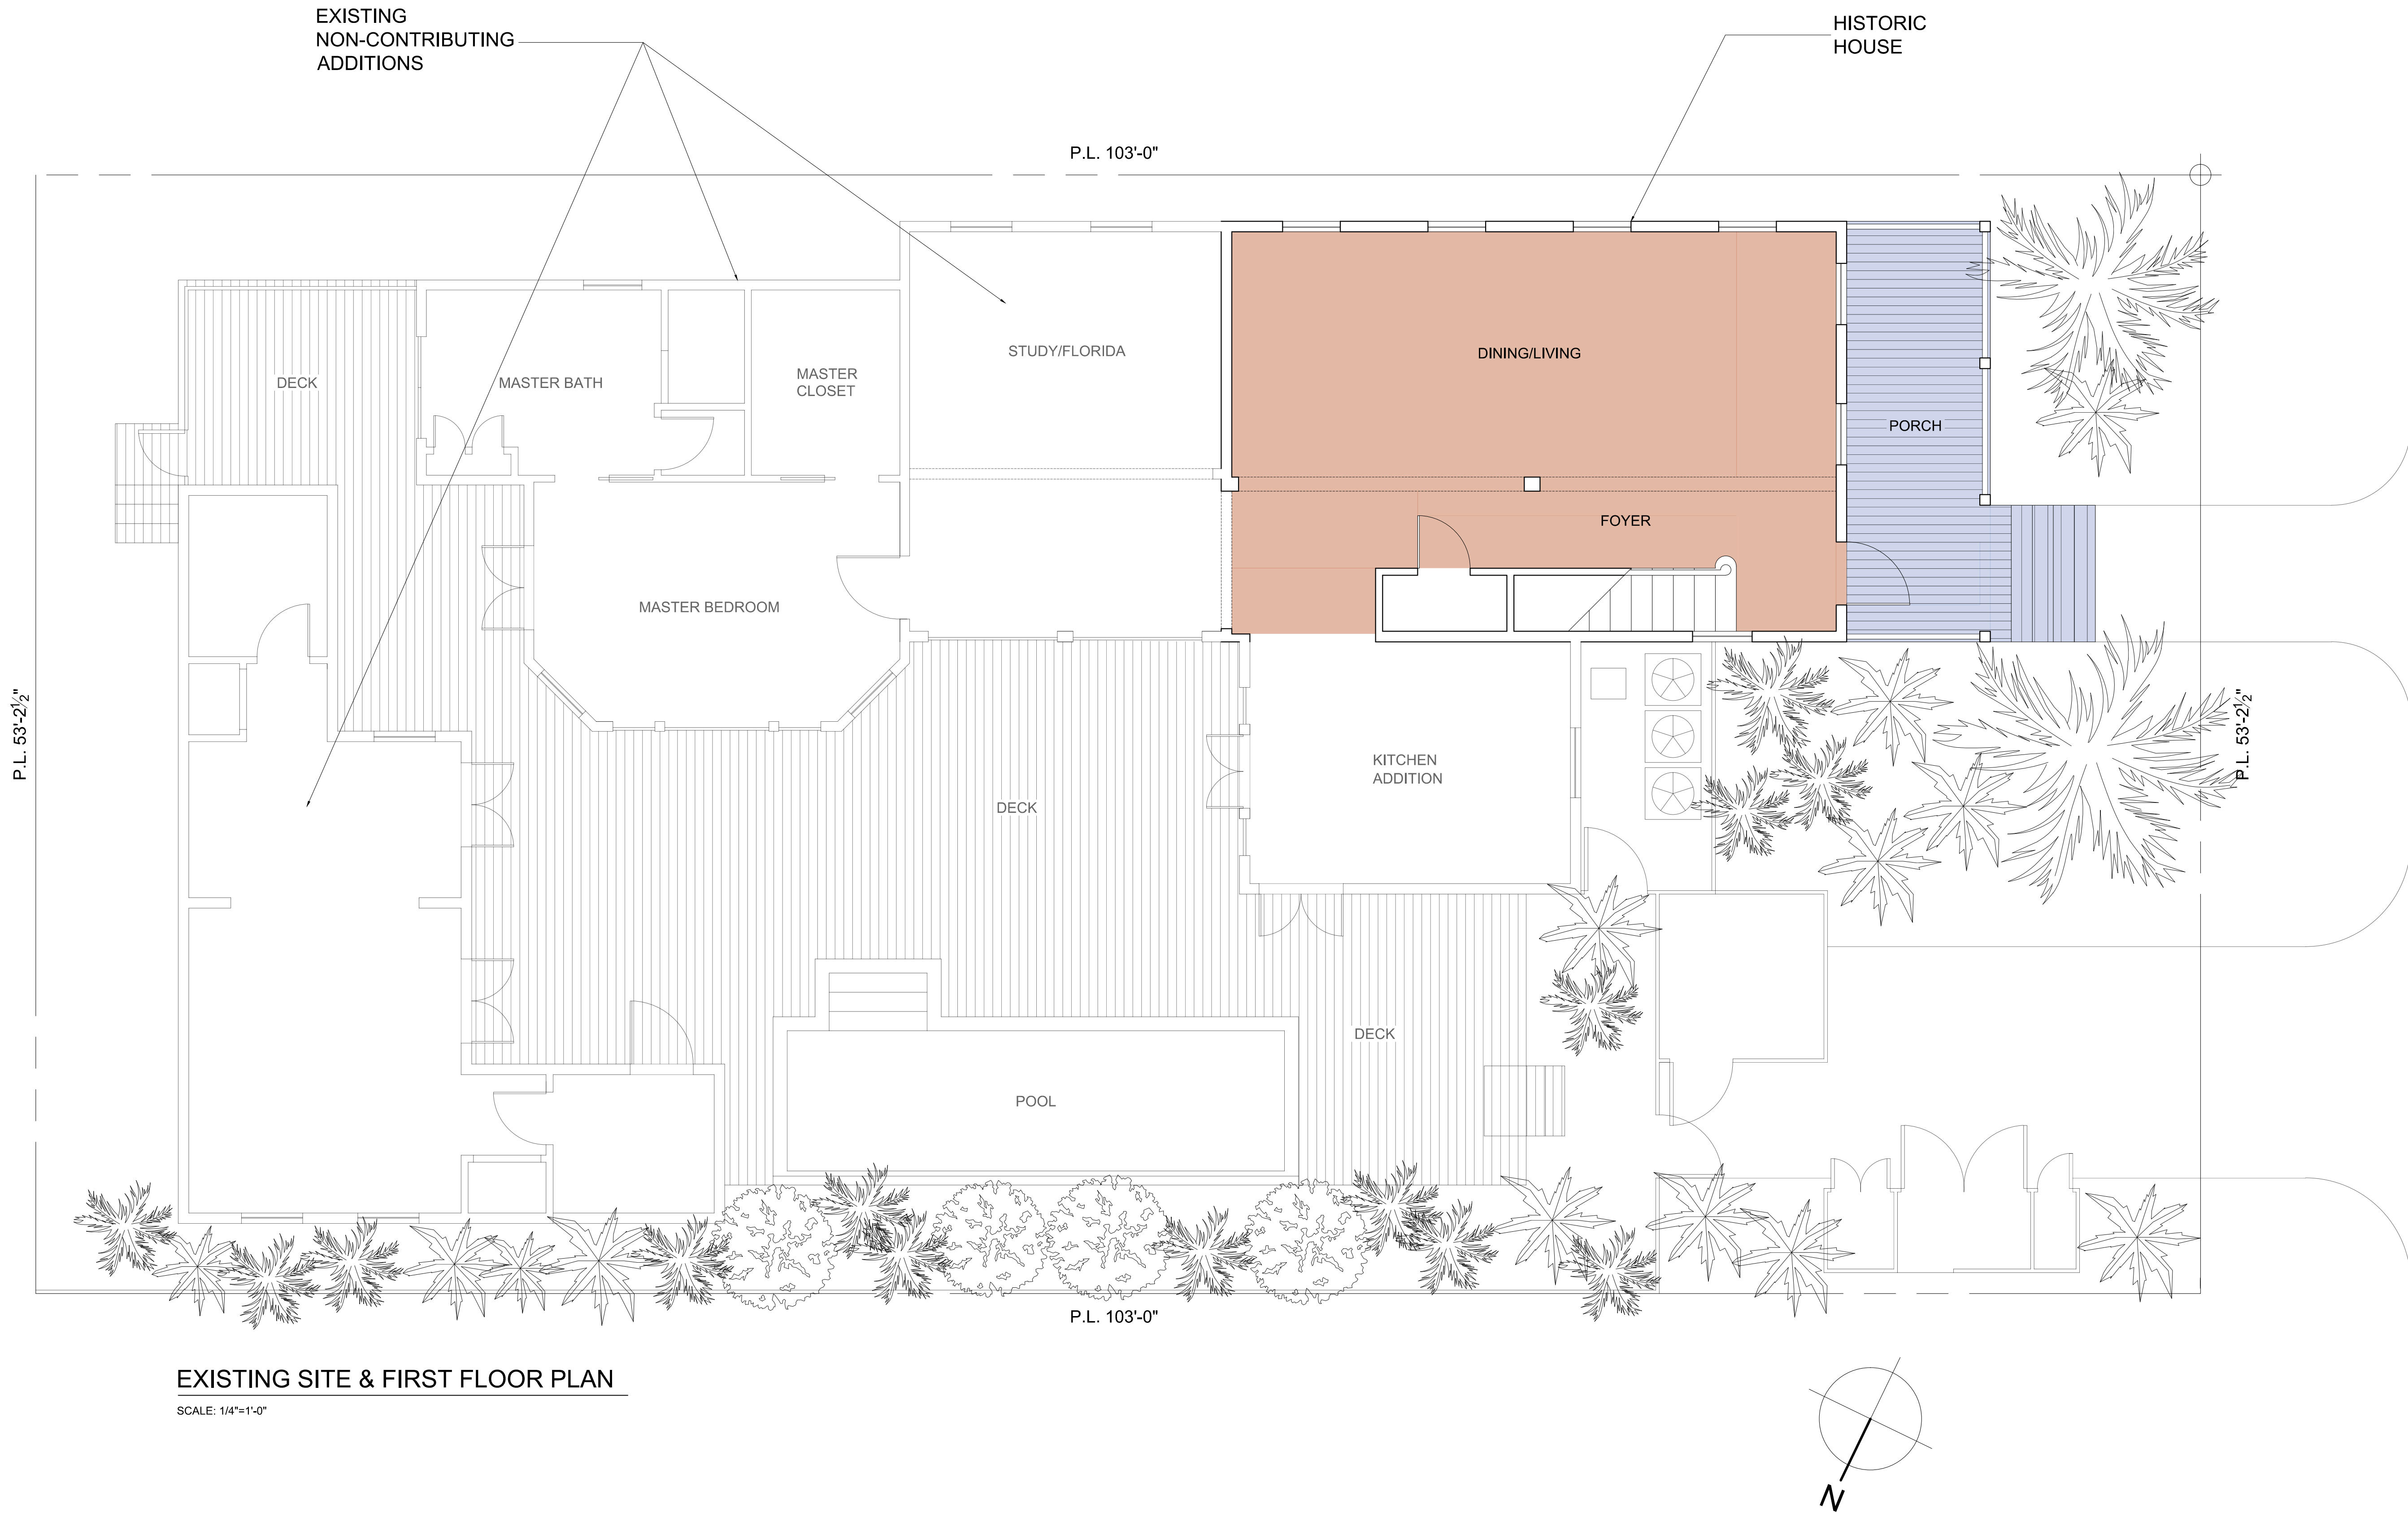 EXISTING
NON-CONTRIBUTING
ADDITIONS
HISTORIC
HOUSE
P.L. 103'-0"
STUDY/FLORIDA
DINING/LIVING
DECK
MASTER BATH
MASTER
CLOSET
PORCH
FOYER
MASTER BEDROOM
P.L. 53'-2½"
P.L. 53'-2½"
KITCHEN
ADDITION
DECK
DECK
POOL
P.L. 103'-0"
EXISTING SITE & FIRST FLOOR PLAN
SCALE: 1/4"=1'-0"
N